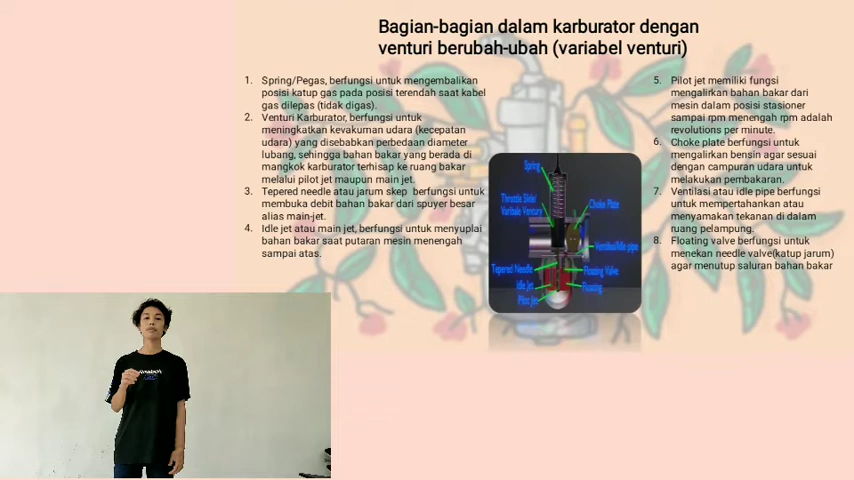 Bagian-bagian dalam karburator dengan
venturi berubah-ubah (variabel venturi)
1. Spring/Pegas, berfungsi untuk mengembalikan
posisi katup gas pada posisi terendah saat kabel
gas dilepas (tidak digas).
2. Venturi Karburator, berfungsi untuk
meningkatkan kevakuman udara (kecepatan
udara) yang disebabkan perbedaan diameter
lubang, sehingga bahan bakar yang berada di
mangkok karburator terhisap ke ruang bakar
melalui pilot jet maupun main jet.
3. Tepered needle atau jarum skep berfungsi untuk
membuka debit bahan bakar dari spuyer besar
alias main-jet.
4. Idle jet atau main jet, berfungsi untuk menyuplai
bahan bakar saat putaran mesin menengah
sampai atas.
5. Pilot jet memiliki fungsi
mengalirkan bahan bakar dari
mesin dalam posisi stasioner
sampai rpm menengah rpm adalah
revolutions per minute.
6. Choke plate berfungsi untuk
mengalirkan bensin agar sesuai
dengan campuran udara untuk
melakukan pembakaran.
7. Ventilasi atau idle pipe berfungsi
untuk mempertahankan atau
menyamakan tekanan di dalam
ruang pelampung.
8. Floating valve berfungsi untuk
menekan needle valve(katup jarum)
agar menutup saluran bahan bakar
Spring
Throttle Slide/
Varibale Ventury
Choke Plate
Ventilasi/Idle pipe
Tepered Needle
Floating Valve
Idle Jet
Floating
Pilot Jet